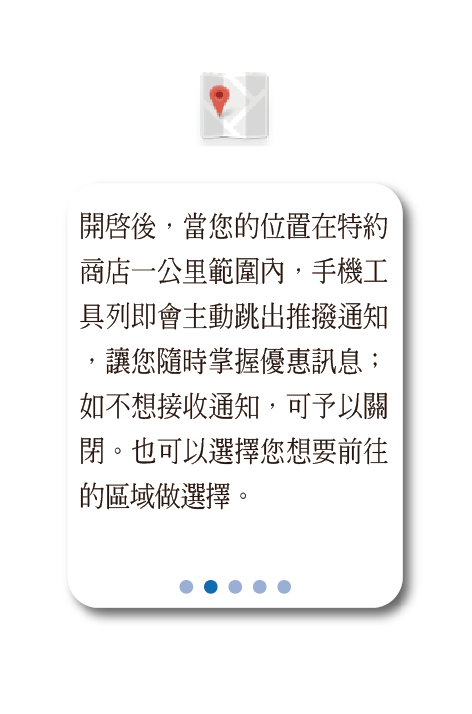 開啓後，當您的位置在特約
商店一公里範圍內，手機工
具列即會主動跳出推撥通知
，讓您隨時掌握優惠訊息；
如不想接收通知，可予以關
閉。也可以選擇您想要前往
的區域做選擇。